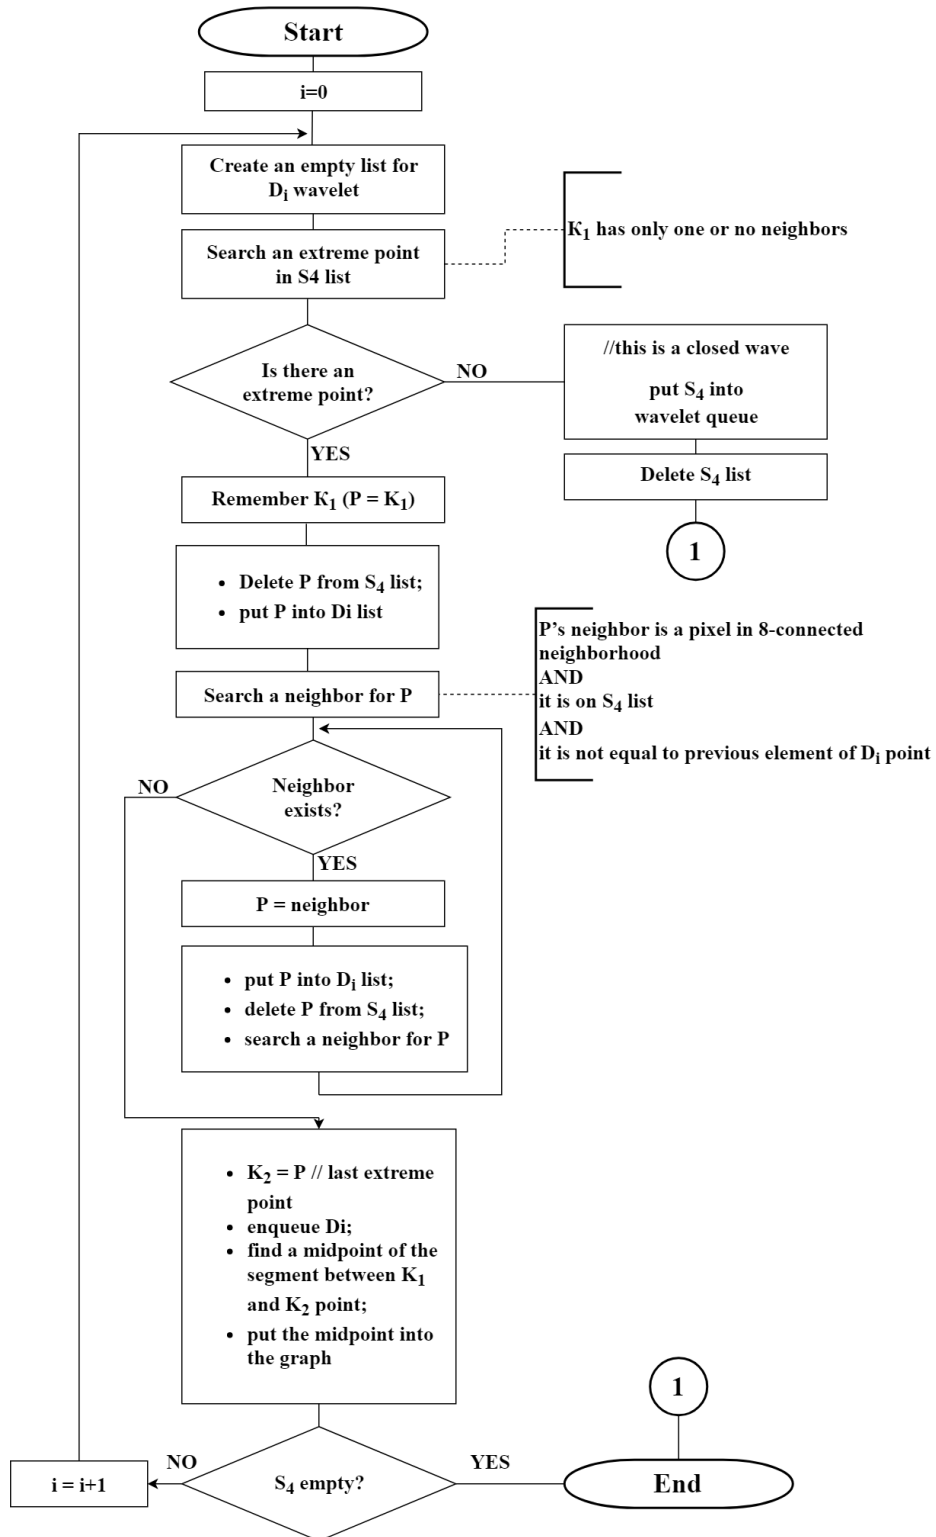 Start
i=0
Create an empty list for
Di wavelet
Search an extreme point
in S4 list
K1 has only one or no neighbors
Is there an
extreme point?
NO
//this is a closed wave
put S4 into
wavelet queue
Delete S4 list
1
YES
Remember K1 (P = K1)
• Delete P from S4 list;
• put P into Di list
Search a neighbor for P
P’s neighbor is a pixel in 8-connected
neighborhood
AND
it is on S4 list
AND
it is not equal to previous element of Di point
Neighbor
exists?
NO
YES
P = neighbor
• put P into Di list;
• delete P from S4 list;
• search a neighbor for P
• K2 = P // last extreme
point
• enqueue Di;
• find a midpoint of the
segment between K1
and K2 point;
• put the midpoint into
the graph
S4 empty?
NO
i = i+1
YES
1
End